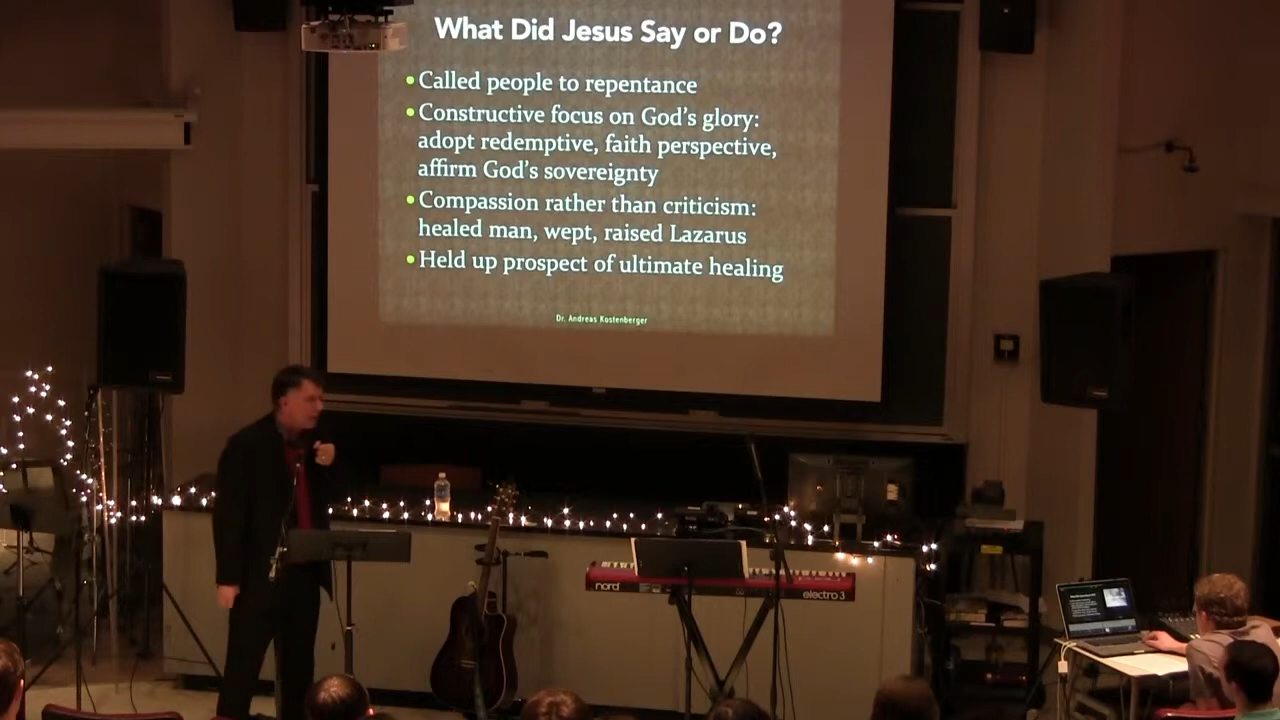 What Did Jesus Say or Do?
• Called people to repentance
• Constructive focus on God's glory:
adopt redemptive, faith perspective,
affirm God's sovereignty
• Compassion rather than criticism:
healed man, wept, raised Lazarus
• Held up prospect of ultimate healing
Dr. Andreas Kostenberger
nord
electro 3